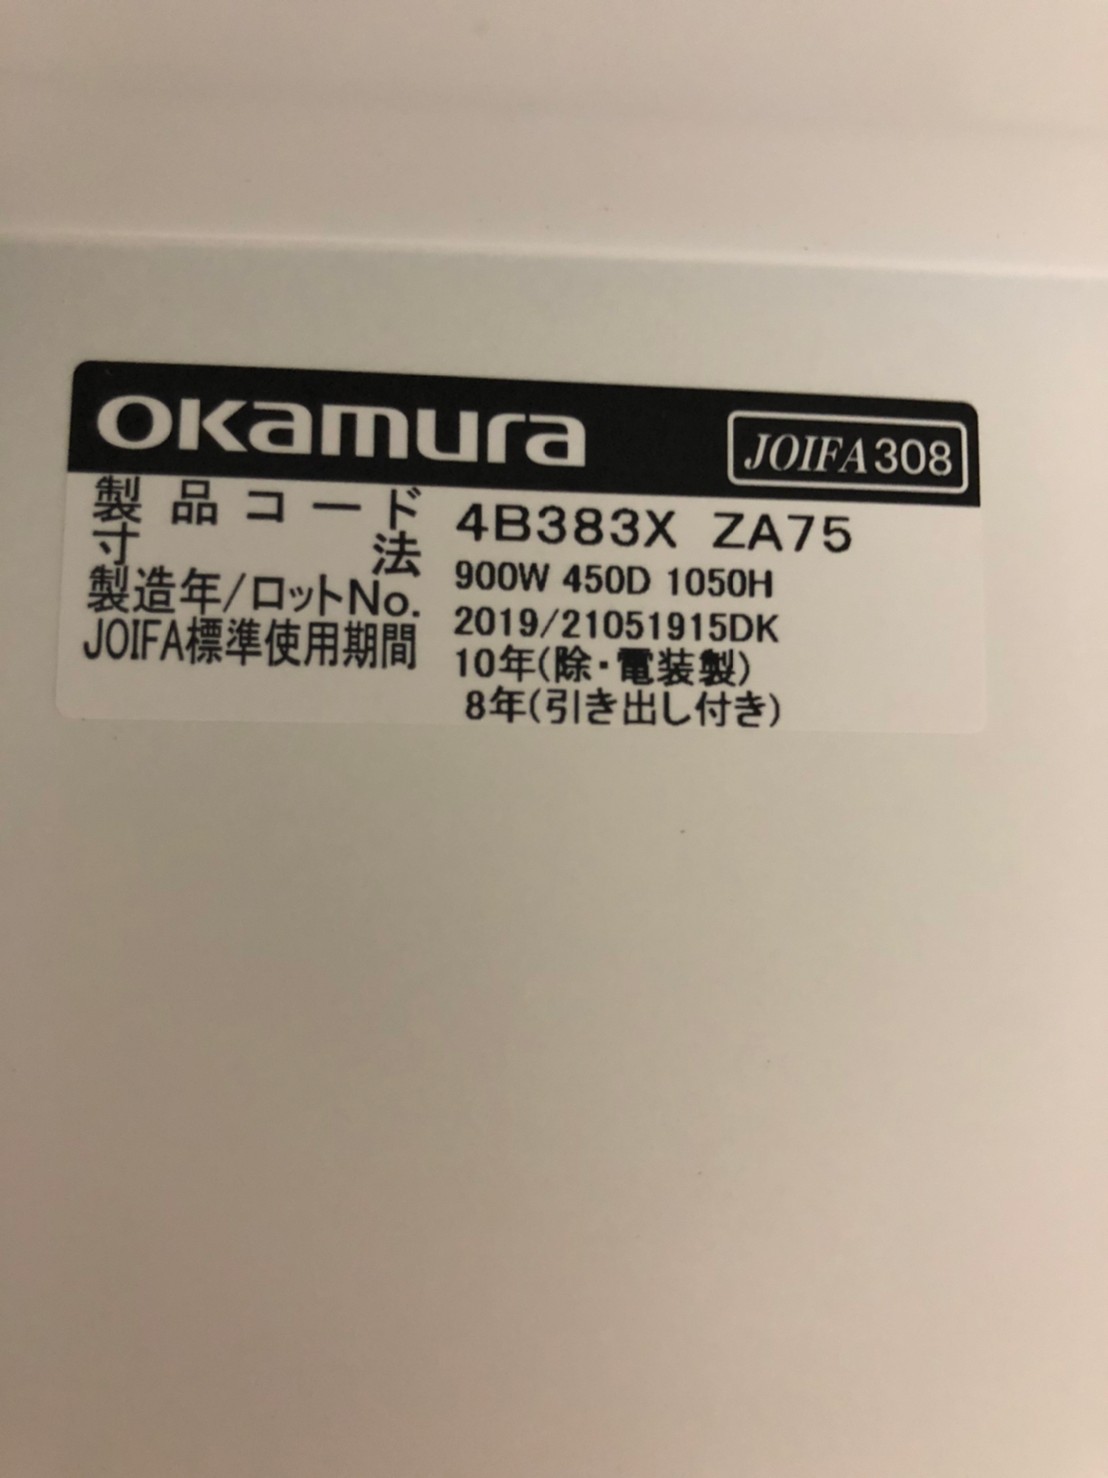 okamura JOIFA308
製品コード 4B383X ZA75
寸法 900W 450D 1050H
製造年/ロットNo. 2019/21051915DK
JOIFA標準使用期間 10年(除・電装製)
8年(引き出し付き)